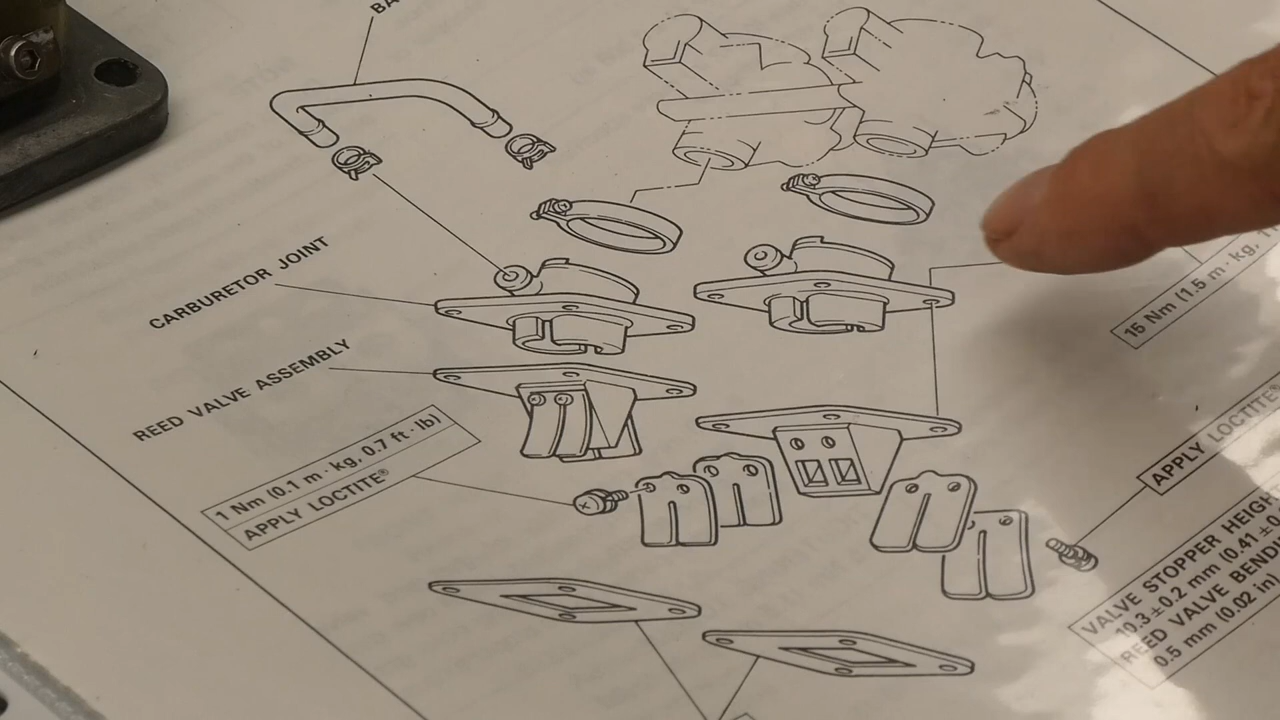 BA
CARBURETOR JOINT
REED VALVE ASSEMBLY
1 Nm (0.1 m · kg, 0.7 ft · lb)
APPLY LOCTITE®
15 Nm (1.5 m · kg, 1
APPLY LOCTITE®
VALVE STOPPER HEIGH
10.3 ± 0.2 mm (0.41 ± 0
REED VALVE BENDI
0.5 mm (0.02 in)